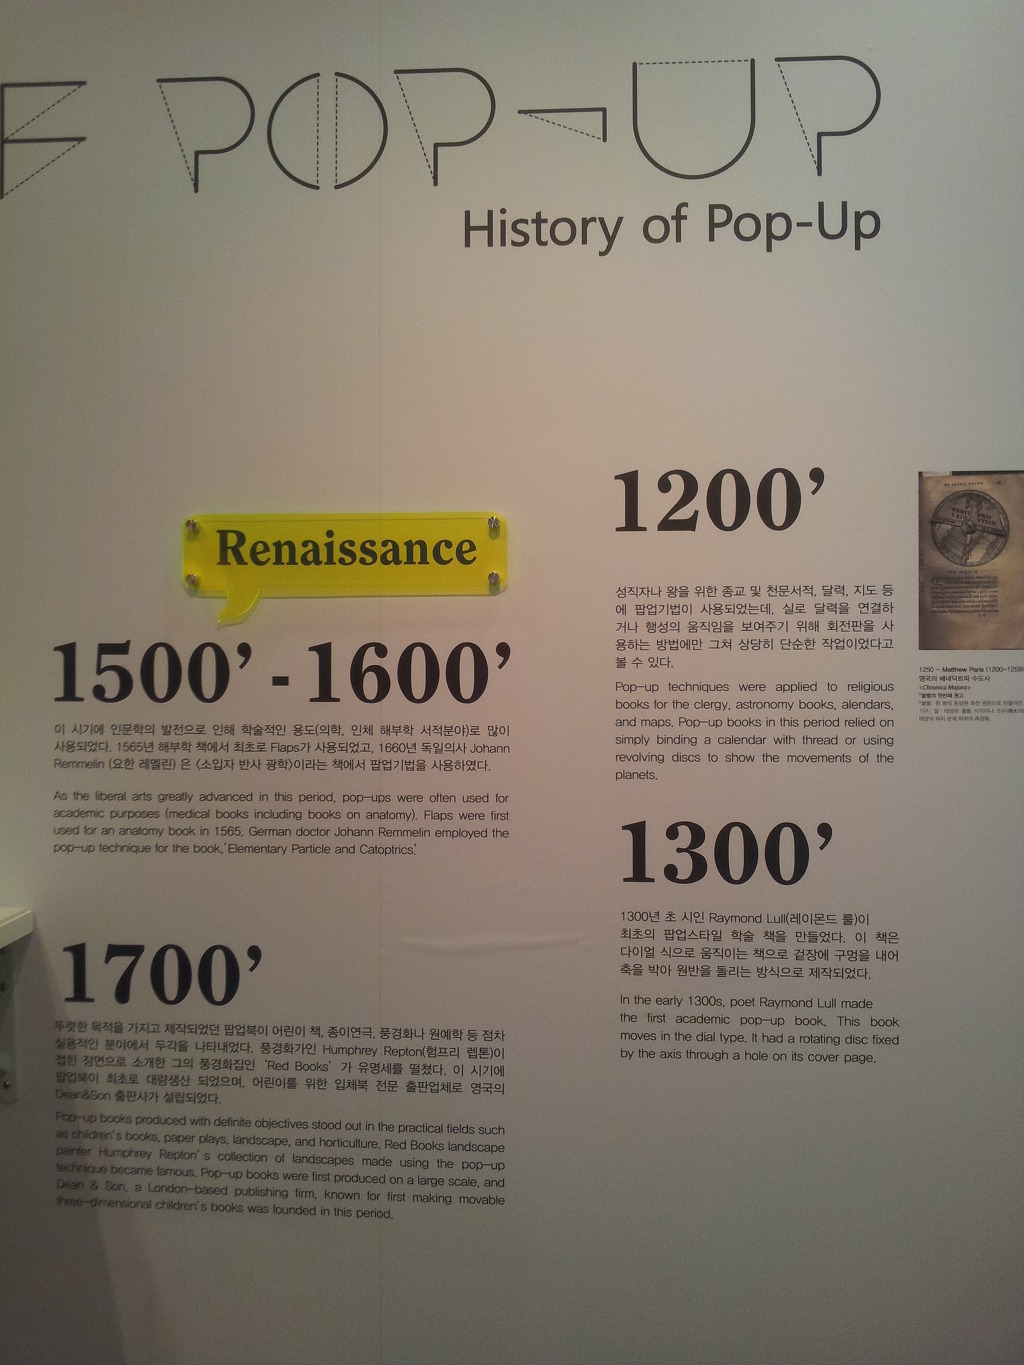 F POP-UP
History of Pop-Up
1200’
성직자나 왕을 위한 종교 및 천문서적, 달력, 지도 등
에 팝업기법이 사용되었는데, 실로 달력을 연결하
거나 행성의 움직임을 보여주기 위해 회전판을 사
용하는 방법에만 그쳐 상당히 단순한 작업이었다고
볼 수 있다.
Pop-up techniques were applied to religious
books for the clergy, astronomy books, alendars,
and maps. Pop-up books in this period relied on
simply binding a calendar with thread or using
revolving discs to show the movements of the
planets.
1250 - Matthew Paris (1200-1259)
영국의 베네딕트파 수도사
<Chronica Majora>
1300’
1300년 초 시인 Raymond Lull(레이몬드 룰)이
최초의 팝업스타일 학술 책을 만들었다. 이 책은
다이얼 식으로 움직이는 책으로 겉장에 구멍을 내어
축을 박아 원반을 돌리는 방식으로 제작되었다.
In the early 1300s, poet Raymond Lull made
the first academic pop-up book. This book
moves in the dial type. It had a rotating disc fixed
by the axis through a hole on its cover page.
Renaissance
1500’ - 1600’
이 시기에 인문학의 발전으로 인해 학술적인 용도(의학, 인체 해부학 서적분야)로 많이
사용되었다. 1565년 해부학 책에서 최초로 Flaps가 사용되었고, 1660년 독일의사 Johann
Remmelin (요한 레멜린) 은 <소입자 반사 광학>이라는 책에서 팝업기법을 사용하였다.
As the liberal arts greatly advanced in this period, pop-ups were often used for
academic purposes (medical books including books on anatomy). Flaps were first
used for an anatomy book in 1565. German doctor Johann Remmelin employed the
pop-up technique for the book,'Elementary Particle and Catoptrics.'
1700’
뚜렷한 목적을 가지고 제작되었던 팝업북이 어린이 책, 종이연극, 풍경화나 원예학 등 점차
실용적인 분야에서 두각을 나타내었다. 풍경화가인 Humphrey Repton(험프리 렙톤)이
접힌 장면으로 소개한 그의 풍경화집인 'Red Books' 가 유명세를 떨쳤다. 이 시기에
팝업북이 최초로 대량생산 되었으며, 어린이를 위한 입체북 전문 출판업체로 영국의
Dean&Son 출판사가 설립되었다.
Pop-up books produced with definite objectives stood out in the practical fields such
as children's books, paper plays, landscape, and horticulture. Red Books landscape
painter Humphrey Repton's collection of landscapes made using the pop-up
technique became famous. Pop-up books were first produced on a large scale, and
Dean & Son, a London-based publishing firm, known for first making movable
three-dimensional children's books was founded in this period.